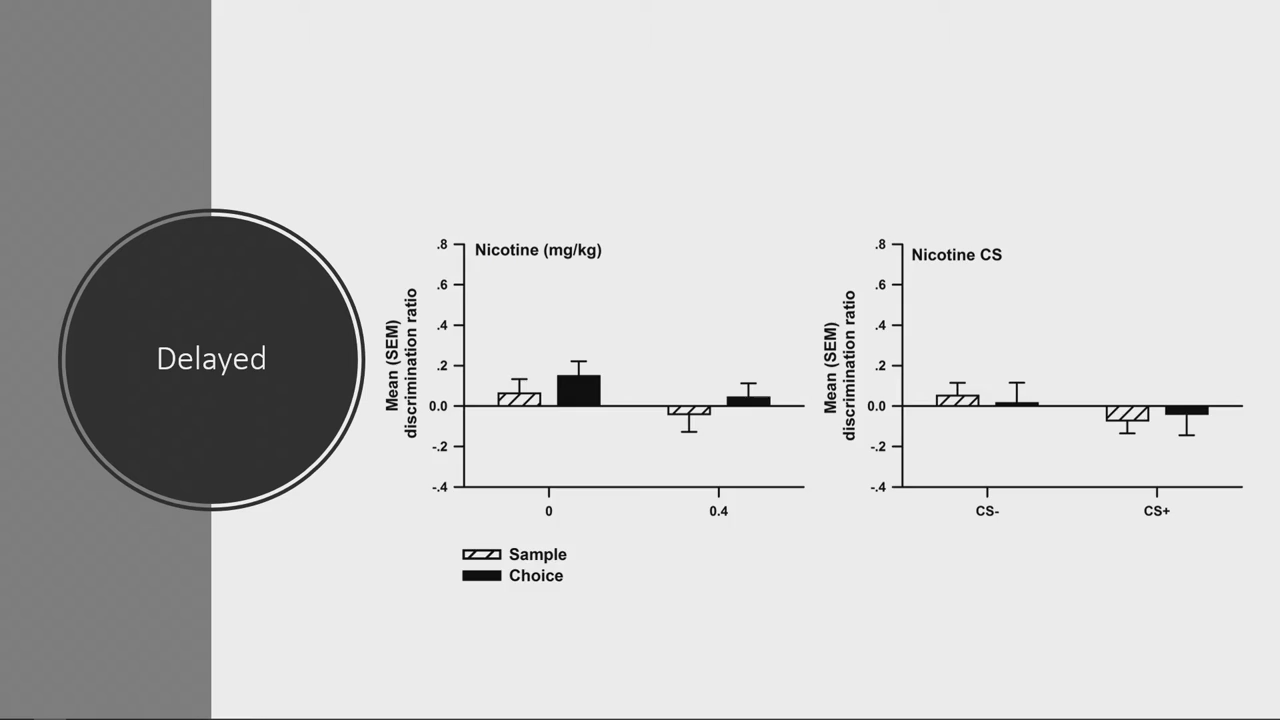 Delayed
Nicotine (mg/kg)
Mean (SEM)
discrimination ratio
.8
.6
.4
.2
0.0
-.2
-.4
0
0.4
Sample
Choice
Nicotine CS
Mean (SEM)
discrimination ratio
.8
.6
.4
.2
0.0
-.2
-.4
CS-
CS+